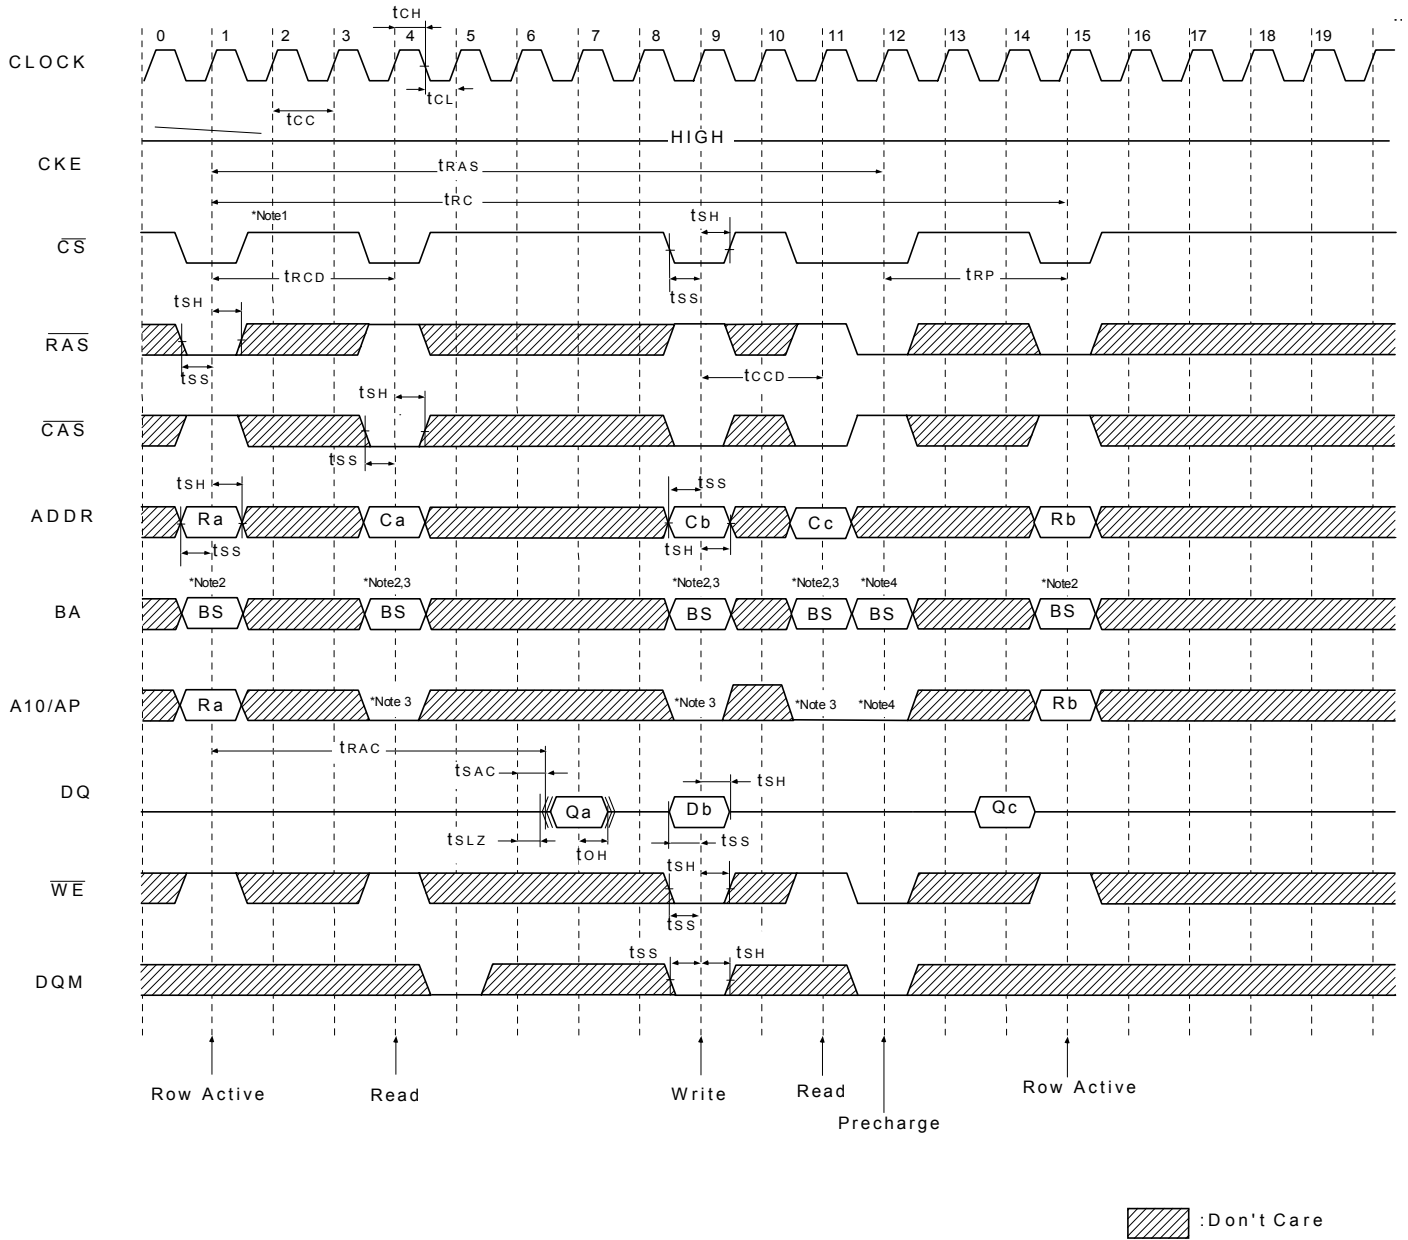 ..
tCH
0 1 2 3 4 5 6 7 8 9 10 11 12 13 14 15 16 17 18 19
CLOCK
tCL
tCC
HIGH
CKE
tRAS
tRC
*Note1 tSH
CS
tRCD tRP
tSS
tSH
RAS
tSS tCCD
tSH
CAS
tSS
tSH tSS
ADDR Ra Ca Cb Cc Rb
tSS tSH
*Note2 *Note2,3 *Note2,3 *Note2,3 *Note4 *Note2
BA BS BS BS BS BS BS
A10/AP Ra *Note 3 *Note 3 *Note 3 *Note4 Rb
tRAC
tSAC tSH
DQ Qa Db Qc
tSLZ tOH tSS
tSH
WE
tSS
tSS tSH
DQM
Row Active Read Write Read Row Active
Precharge
:Don't Care